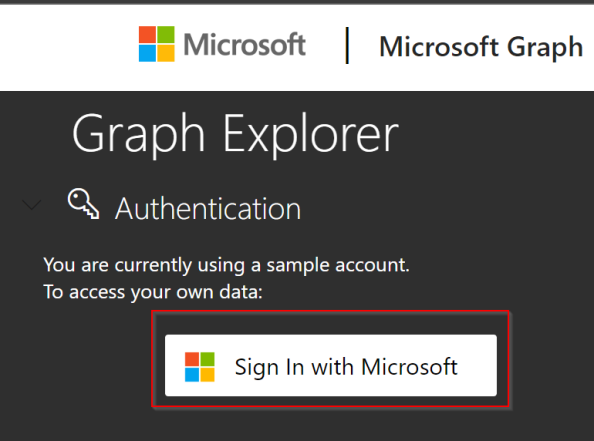 Microsoft | Microsoft Graph
Graph Explorer
Authentication
You are currently using a sample account.
To access your own data:
Sign In with Microsoft